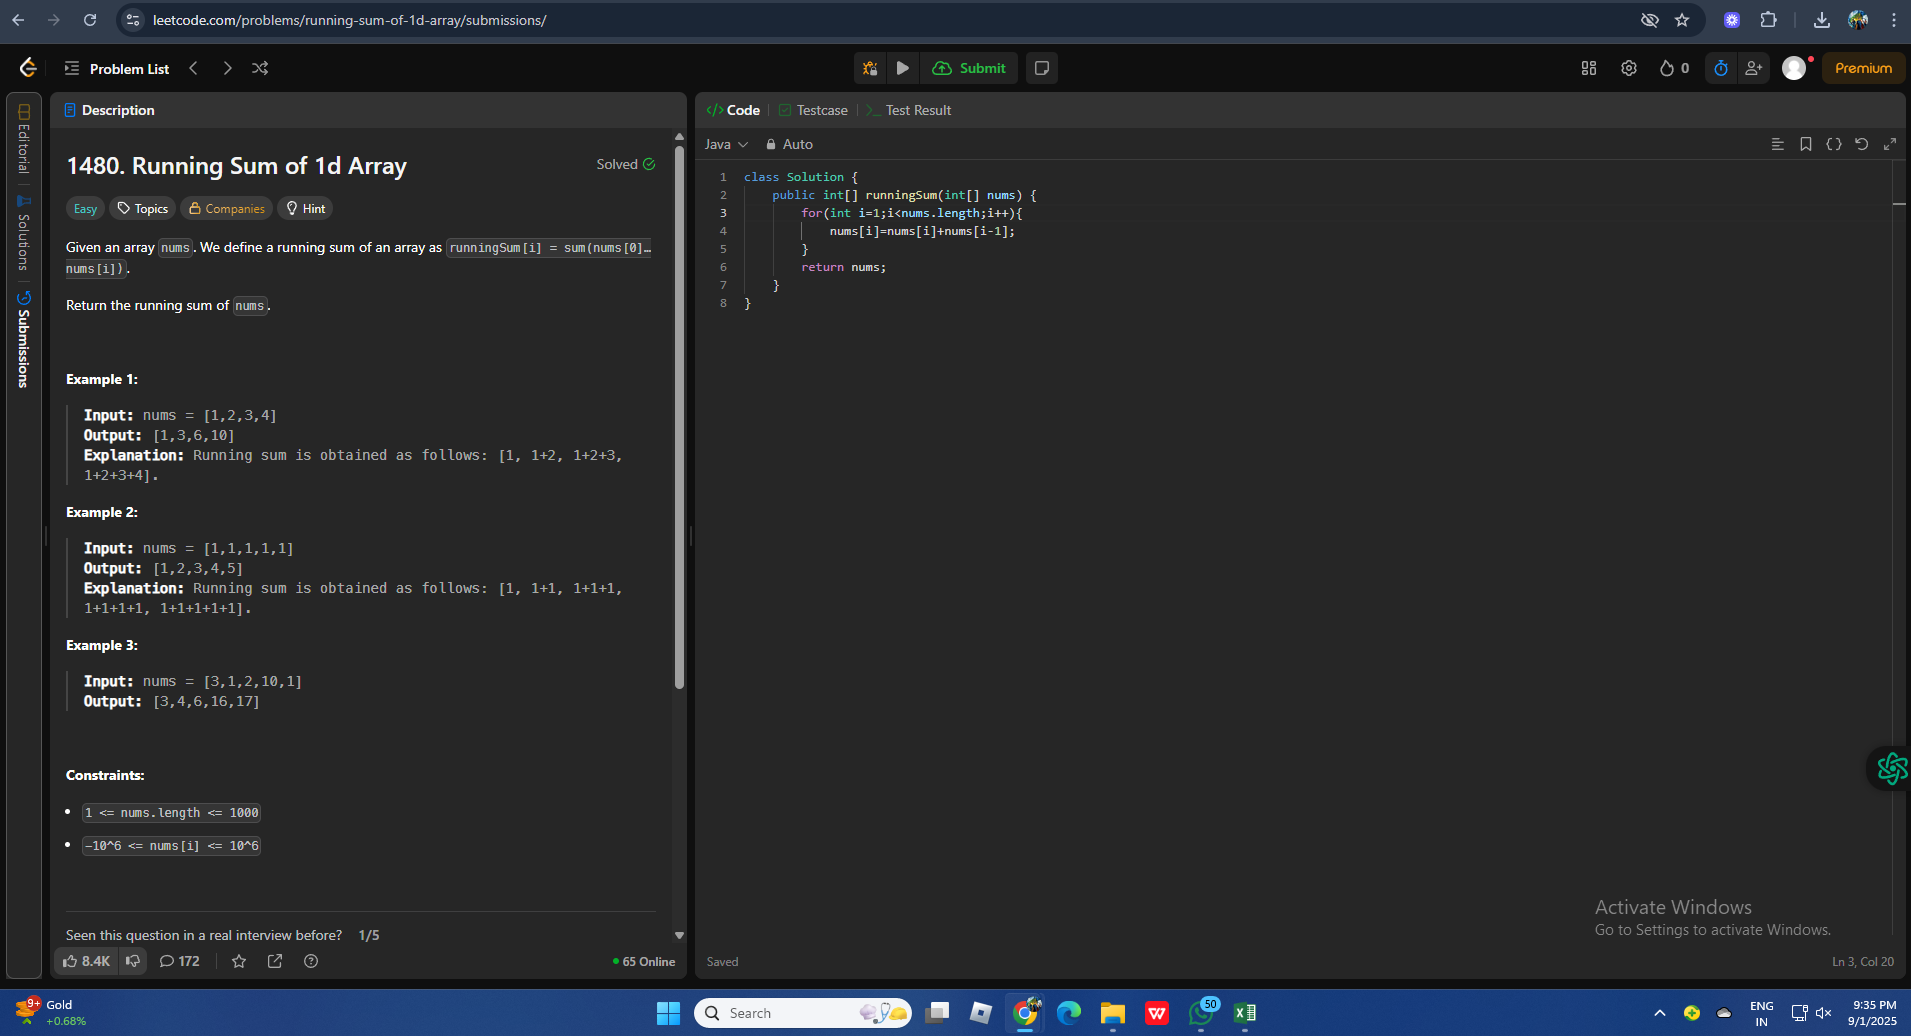 leetcode.com/problems/running-sum-of-1d-array/submissions/
Problem List
Submit
0
Premium
Editorial
Solutions
Submissions
Description
1480. Running Sum of 1d Array
Solved
Easy
Topics
Companies
Hint
Given an array nums. We define a running sum of an array as runningSum[i] = sum(nums[0]…
nums[i]).
Return the running sum of nums.
Example 1:
Input: nums = [1,2,3,4]
Output: [1,3,6,10]
Explanation: Running sum is obtained as follows: [1, 1+2, 1+2+3,
1+2+3+4].
Example 2:
Input: nums = [1,1,1,1,1]
Output: [1,2,3,4,5]
Explanation: Running sum is obtained as follows: [1, 1+1, 1+1+1,
1+1+1+1, 1+1+1+1+1].
Example 3:
Input: nums = [3,1,2,10,1]
Output: [3,4,6,16,17]
Constraints:
1 <= nums.length <= 1000
-10^6 <= nums[i] <= 10^6
Seen this question in a real interview before? 1/5
8.4K
172
65 Online
Code
Testcase
Test Result
Java
Auto
1 class Solution {
2 public int[] runningSum(int[] nums) {
3 for(int i=1;i<nums.length;i++){
4 nums[i]=nums[i]+nums[i-1];
5 }
6 return nums;
7 }
8 }
Activate Windows
Go to Settings to activate Windows.
Saved
Ln 3, Col 20
9+
Gold
+0.68%
Search
50
ENG
IN
9:35 PM
9/1/2025